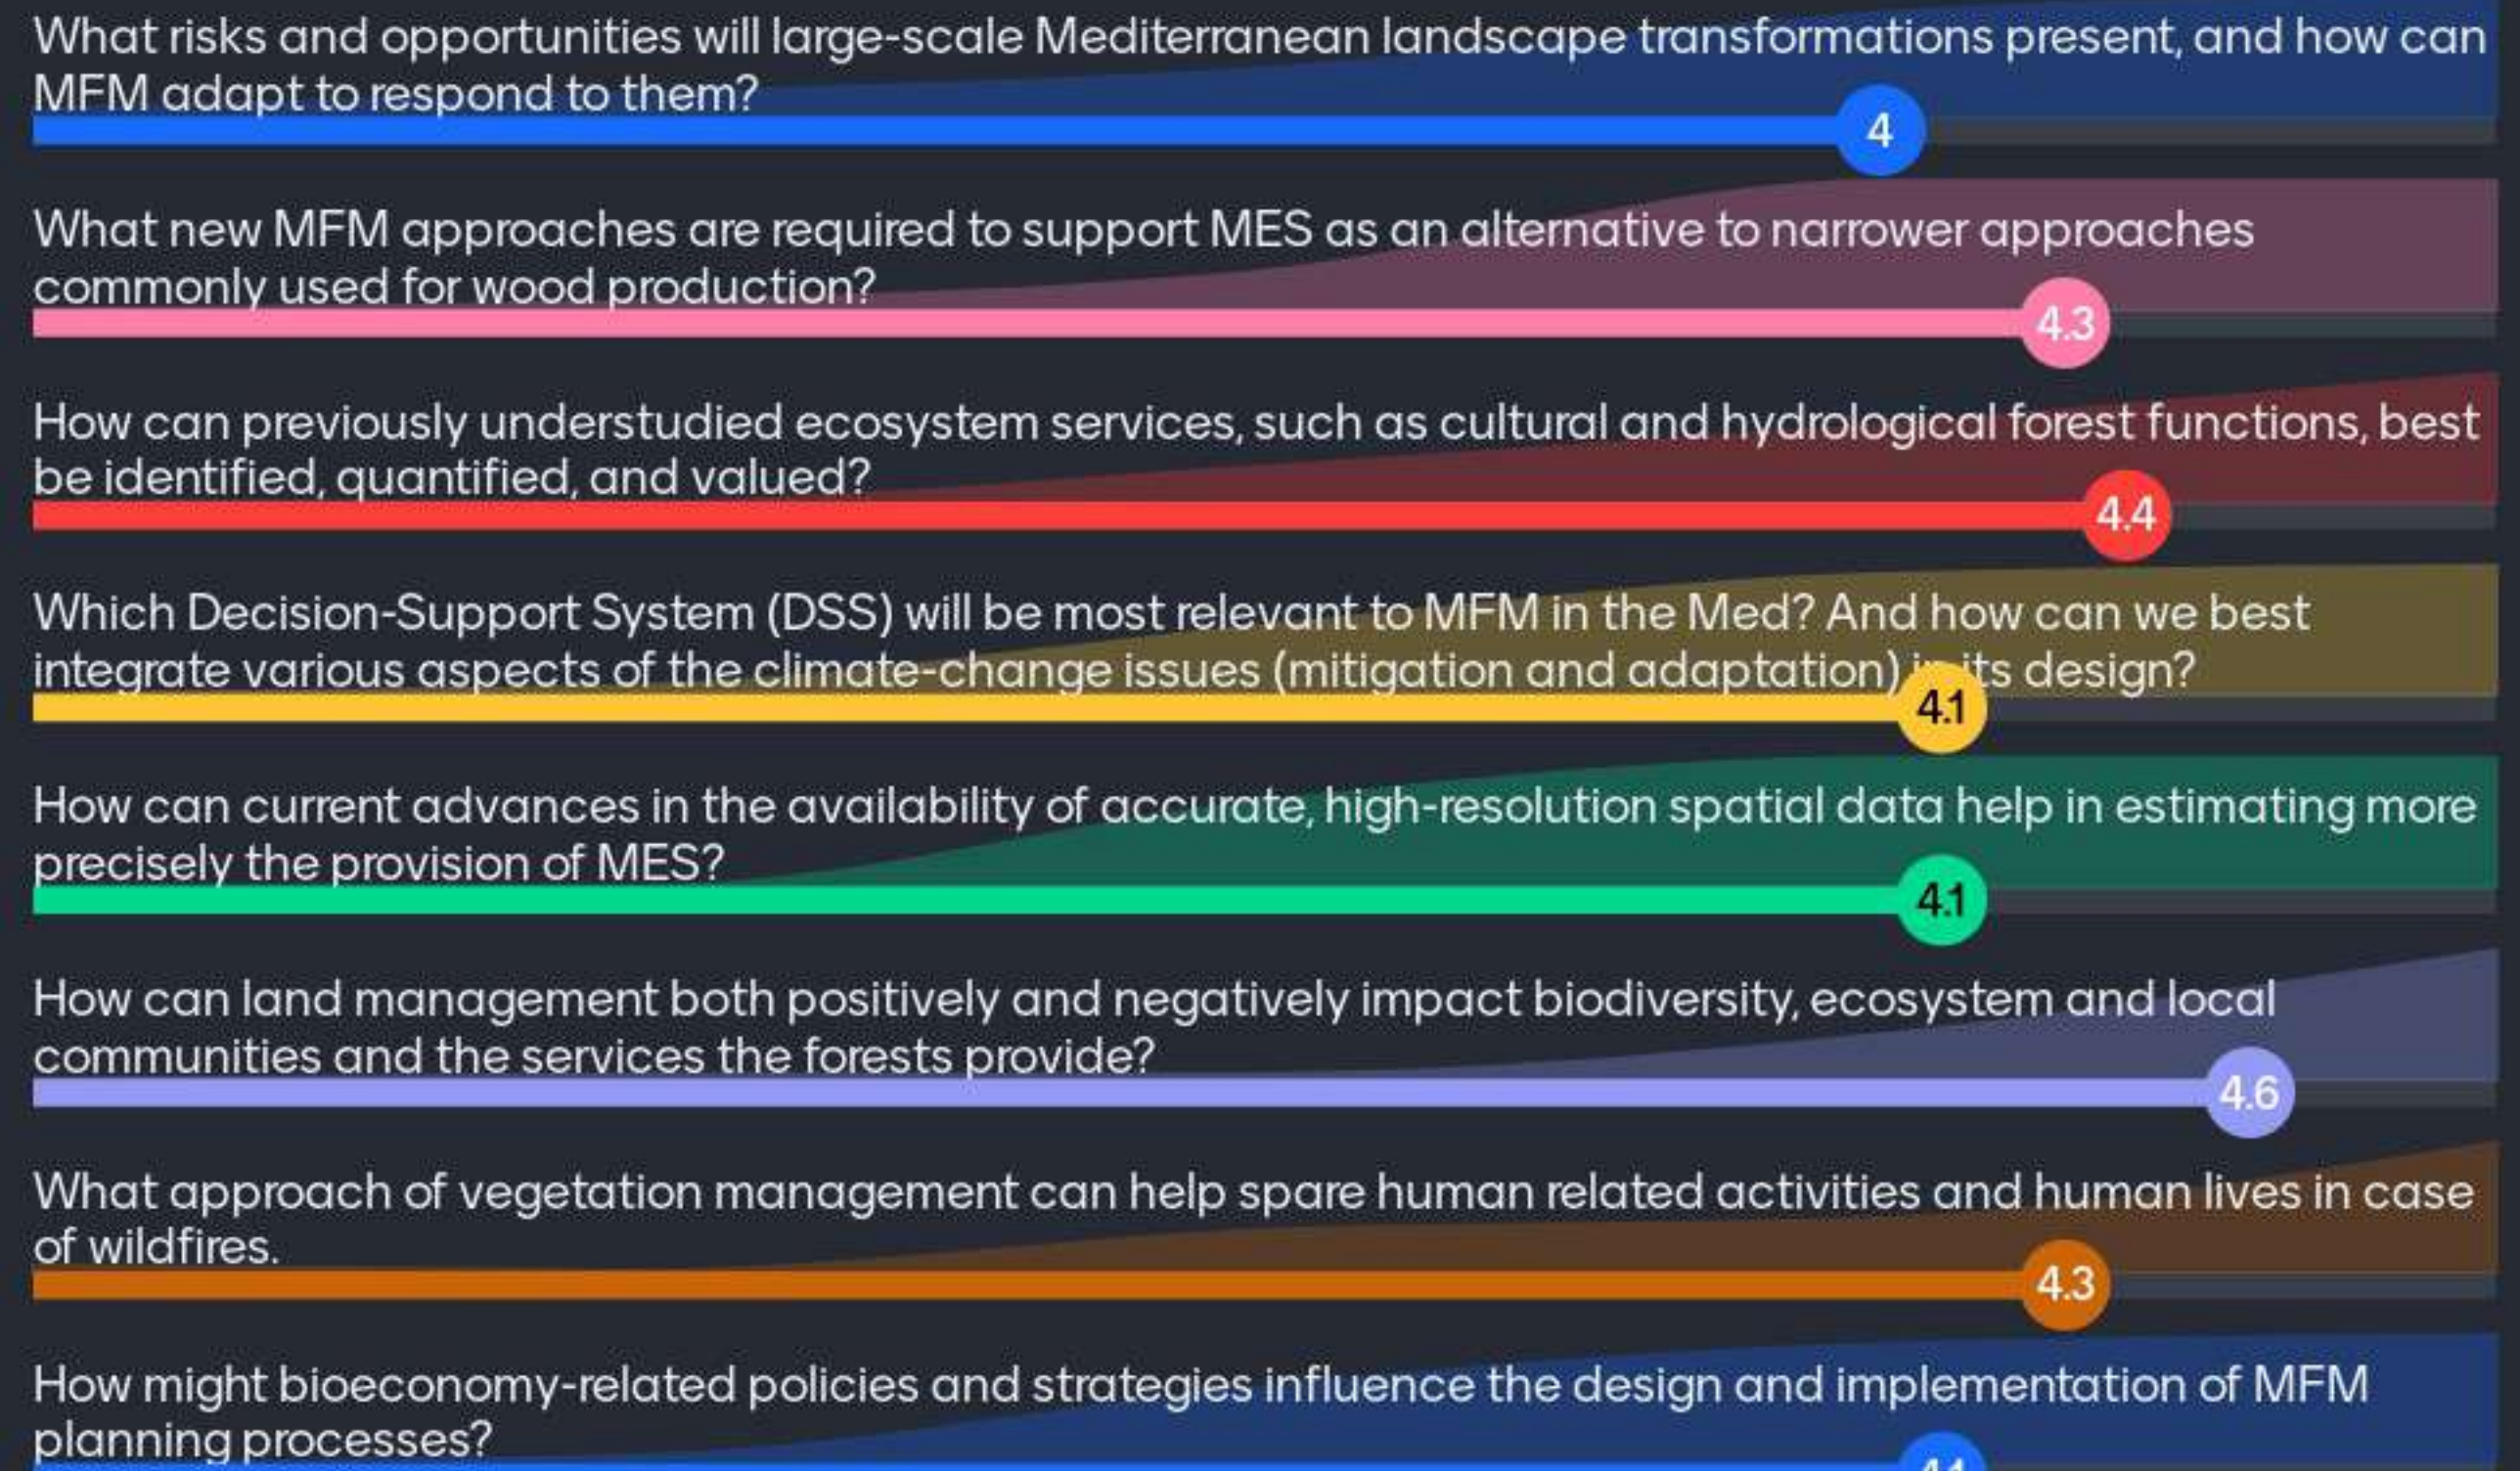 What risks and opportunities will large-scale Mediterranean landscape transformations present, and how can
MFM adapt to respond to them?
4
What new MFM approaches are required to support MES as an alternative to narrower approaches
commonly used for wood production?
4.3
How can previously understudied ecosystem services, such as cultural and hydrological forest functions, best
be identified, quantified, and valued?
4.4
Which Decision-Support System (DSS) will be most relevant to MFM in the Med? And how can we best
integrate various aspects of the climate-change issues (mitigation and adaptation) in its design?
4.1
How can current advances in the availability of accurate, high-resolution spatial data help in estimating more
precisely the provision of MES?
4.1
How can land management both positively and negatively impact biodiversity, ecosystem and local
communities and the services the forests provide?
4.6
What approach of vegetation management can help spare human related activities and human lives in case
of wildfires.
4.3
How might bioeconomy-related policies and strategies influence the design and implementation of MFM
planning processes?
4.1